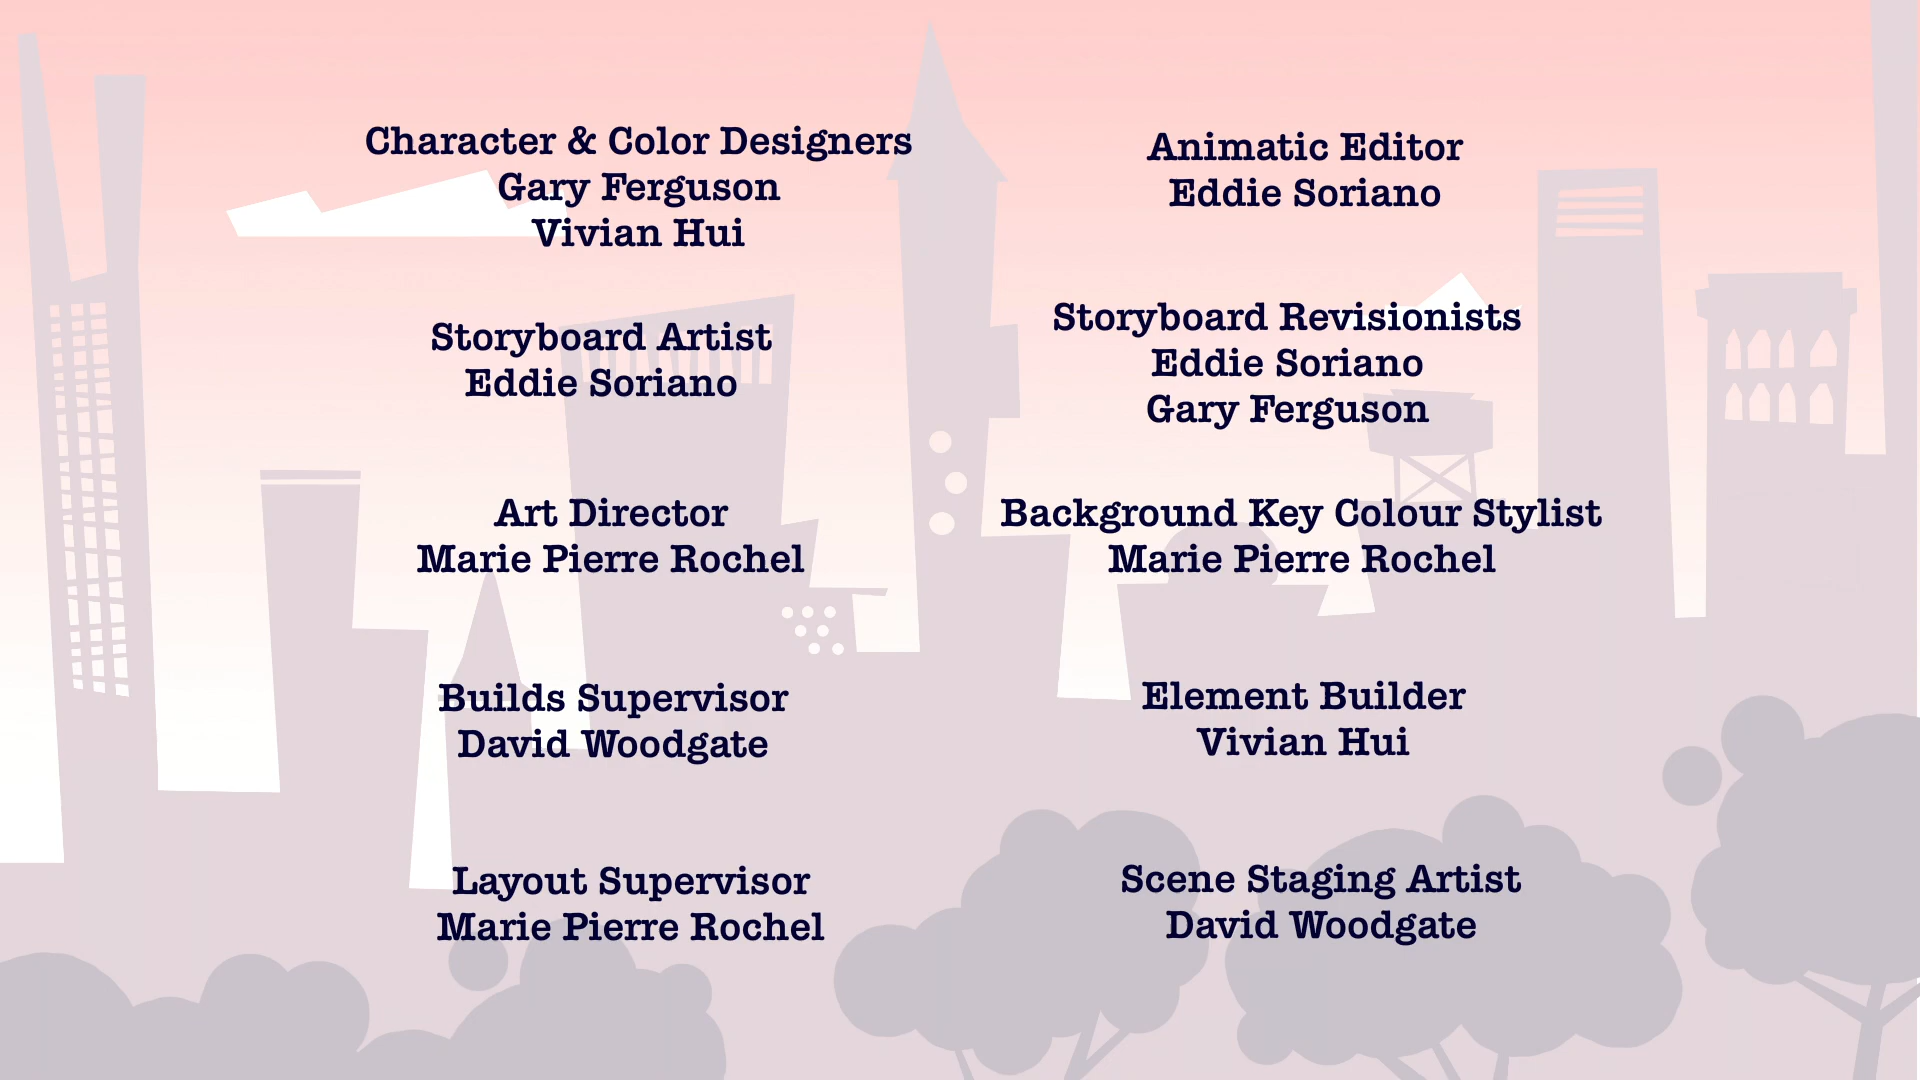 Character & Color Designers
Gary Ferguson
Vivian Hui
Animatic Editor
Eddie Soriano
Storyboard Artist
Eddie Soriano
Storyboard Revisionists
Eddie Soriano
Gary Ferguson
Art Director
Marie Pierre Rochel
Background Key Colour Stylist
Marie Pierre Rochel
Builds Supervisor
David Woodgate
Element Builder
Vivian Hui
Layout Supervisor
Marie Pierre Rochel
Scene Staging Artist
David Woodgate